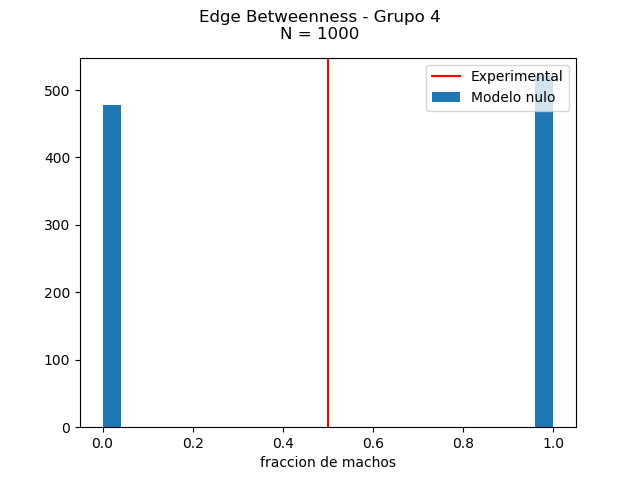 Edge Betweenness - Grupo 4
N = 1000
Experimental
Modelo nulo
500
400
300
200
100
0
0.0 0.2 0.4 0.6 0.8 1.0
fraccion de machos